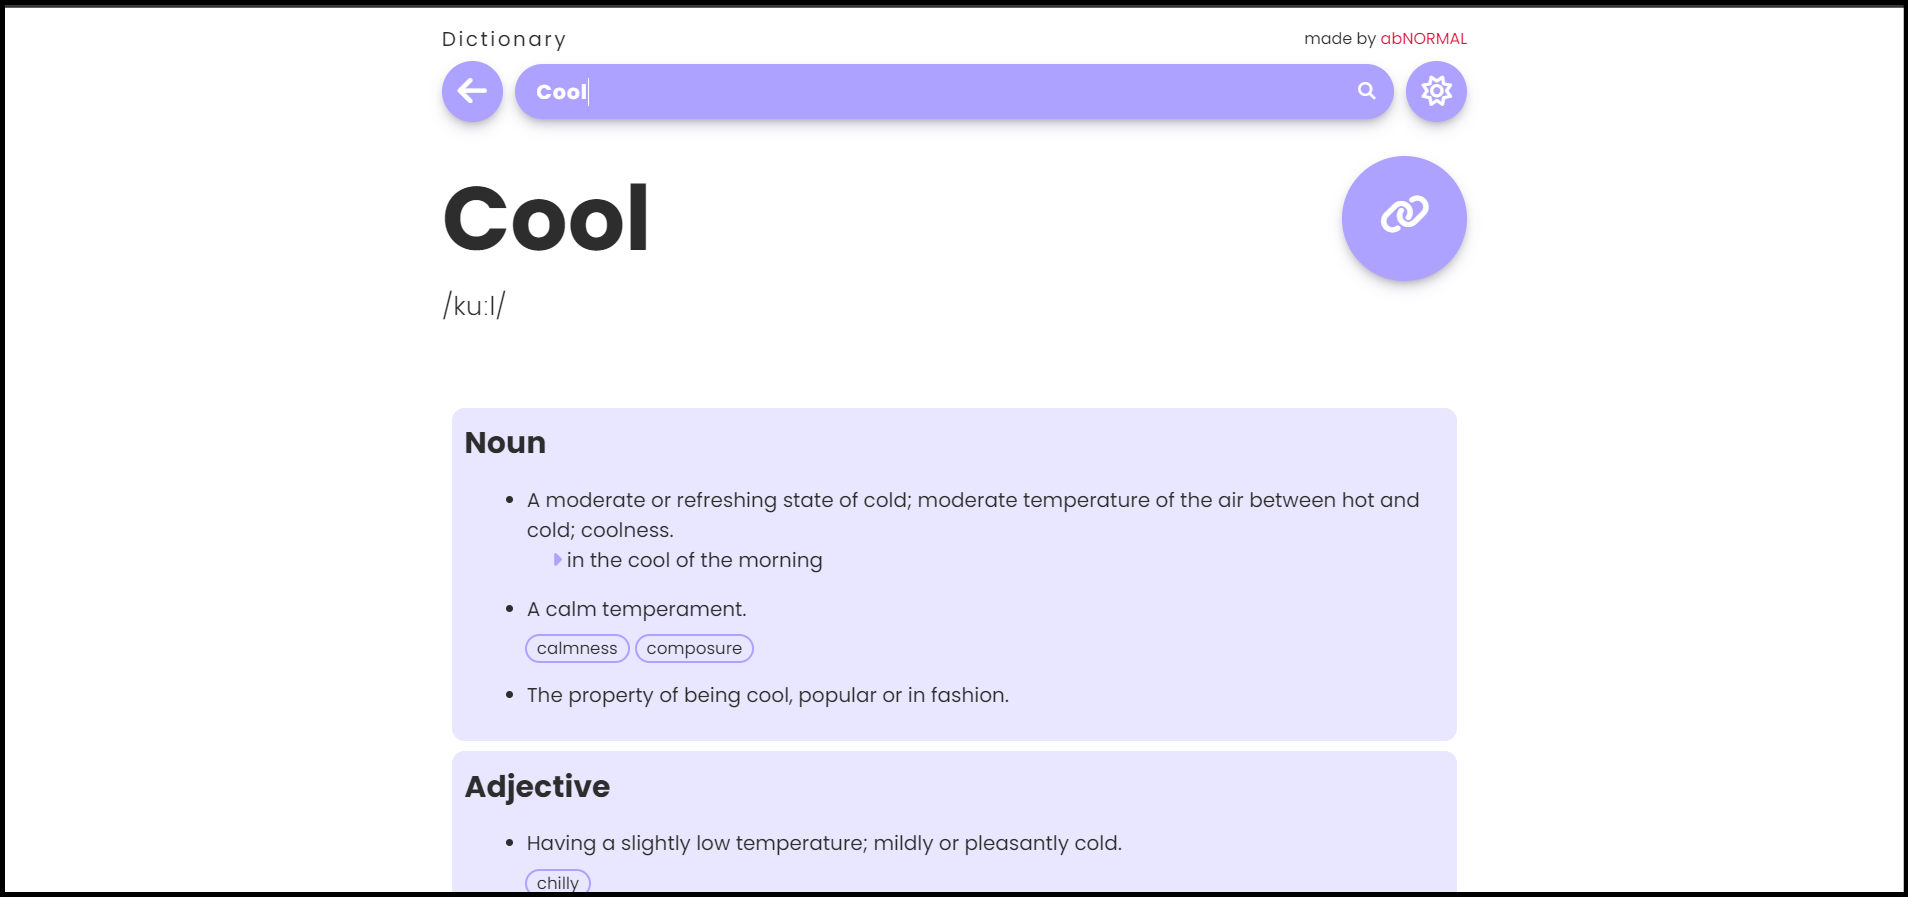 Dictionary
made by abNORMAL
Cool
Cool
/kuːl/
Noun
A moderate or refreshing state of cold; moderate temperature of the air between hot and
cold; coolness.
in the cool of the morning
A calm temperament.
calmness composure
The property of being cool, popular or in fashion.
Adjective
Having a slightly low temperature; mildly or pleasantly cold.
chilly